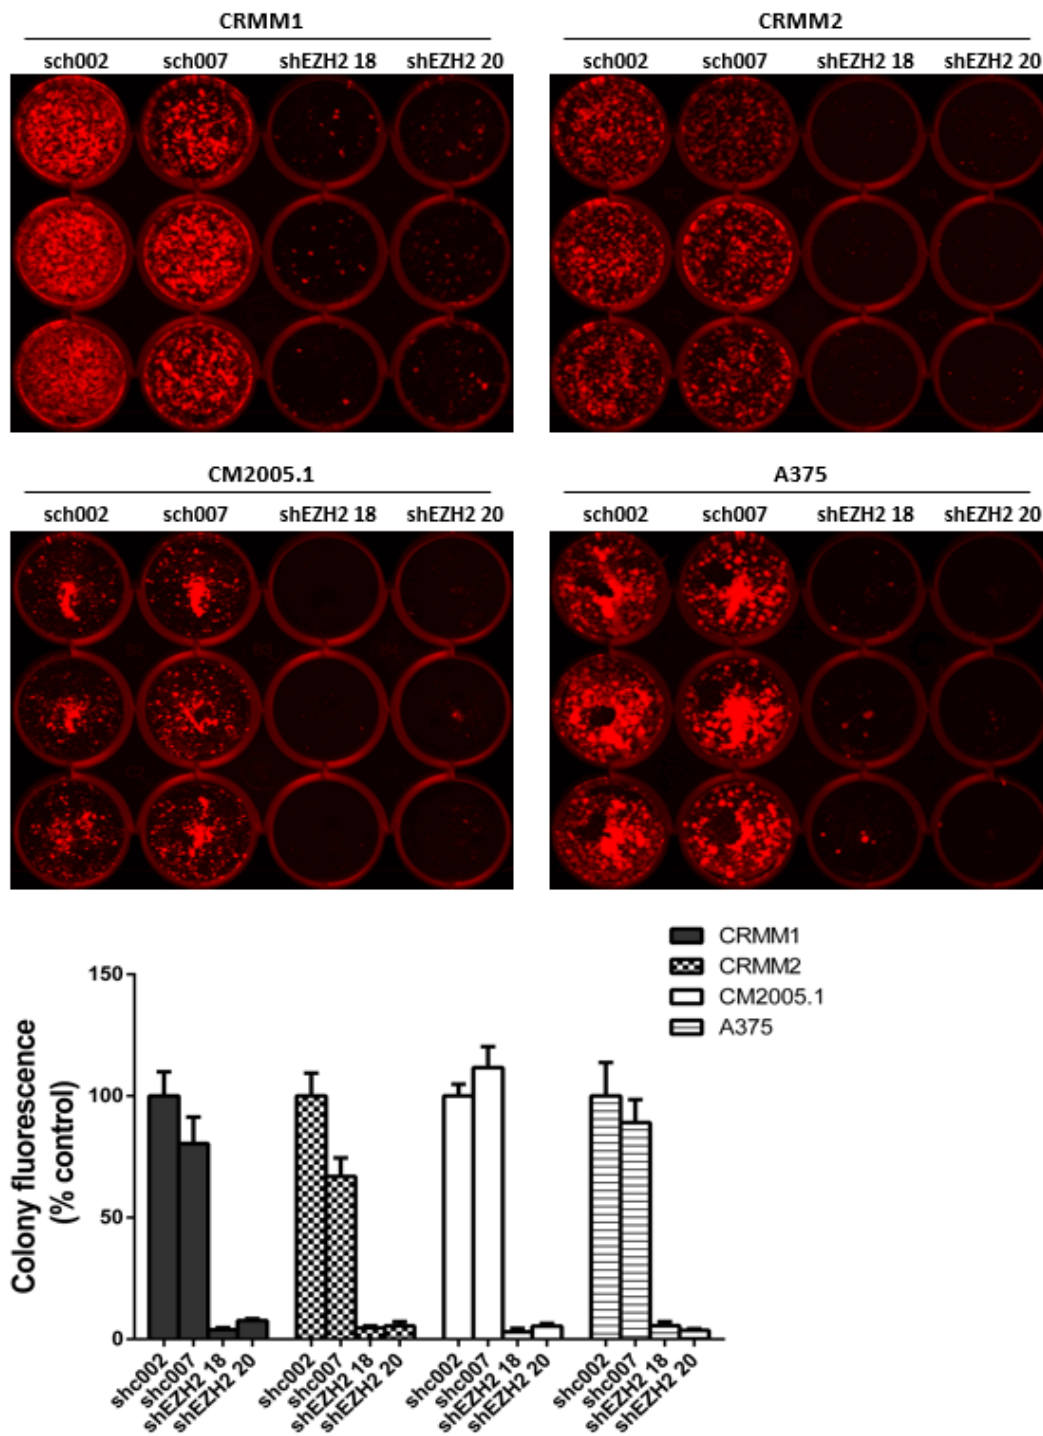 CRMM1
CRMM2
sch002 sch007 shEZH2 18 shEZH2 20
sch002 sch007 shEZH2 18 shEZH2 20
CM2005.1
A375
sch002 sch007 shEZH2 18 shEZH2 20
sch002 sch007 shEZH2 18 shEZH2 20
CRMM1
CRMM2
CM2005.1
A375
Colony fluorescence
(% control)
150
100
50
0
shc002 shc007 shEZH2 18 shEZH2 20
shc002 shc007 shEZH2 18 shEZH2 20
shc002 shc007 shEZH2 18 shEZH2 20
shc002 shc007 shEZH2 18 shEZH2 20